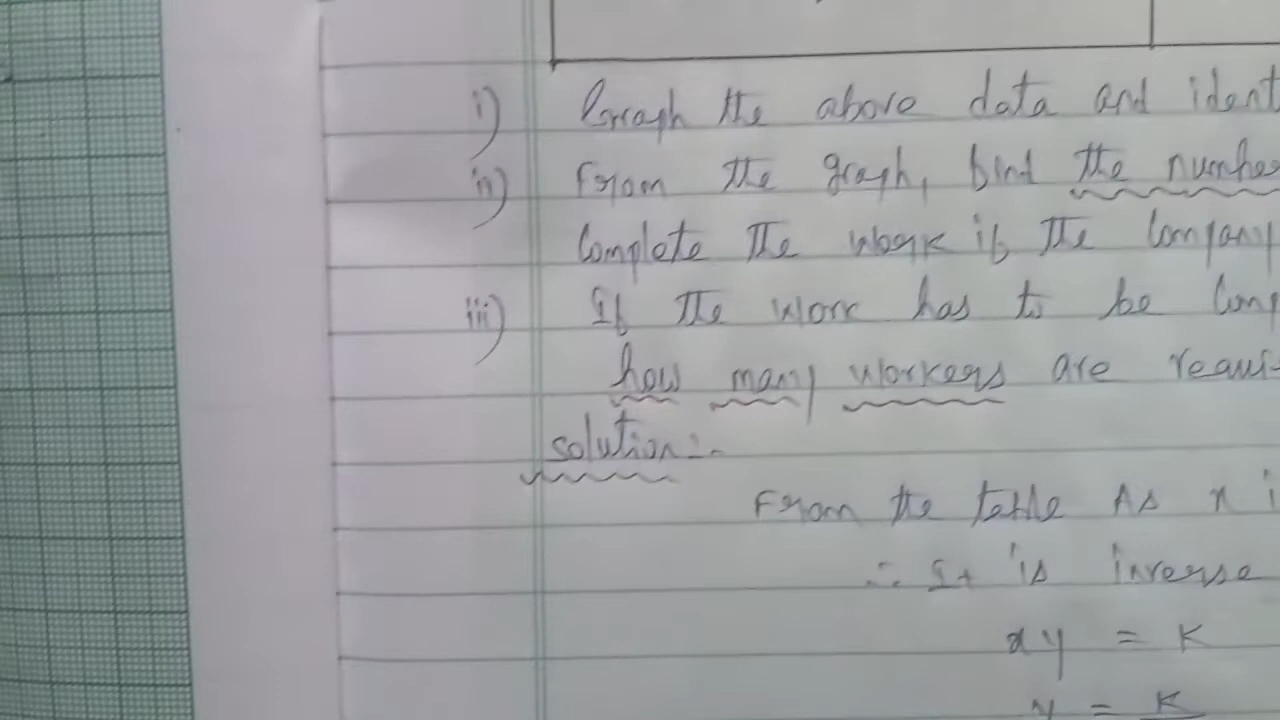 i) Graph the above data and ident
ii) From the graph, find the number
Complete the work if the Company
iii) If the work has to be Comp
how many workers are requi-
solution :-
From the table As x i
∴ It is inverse
xy = K
y = K